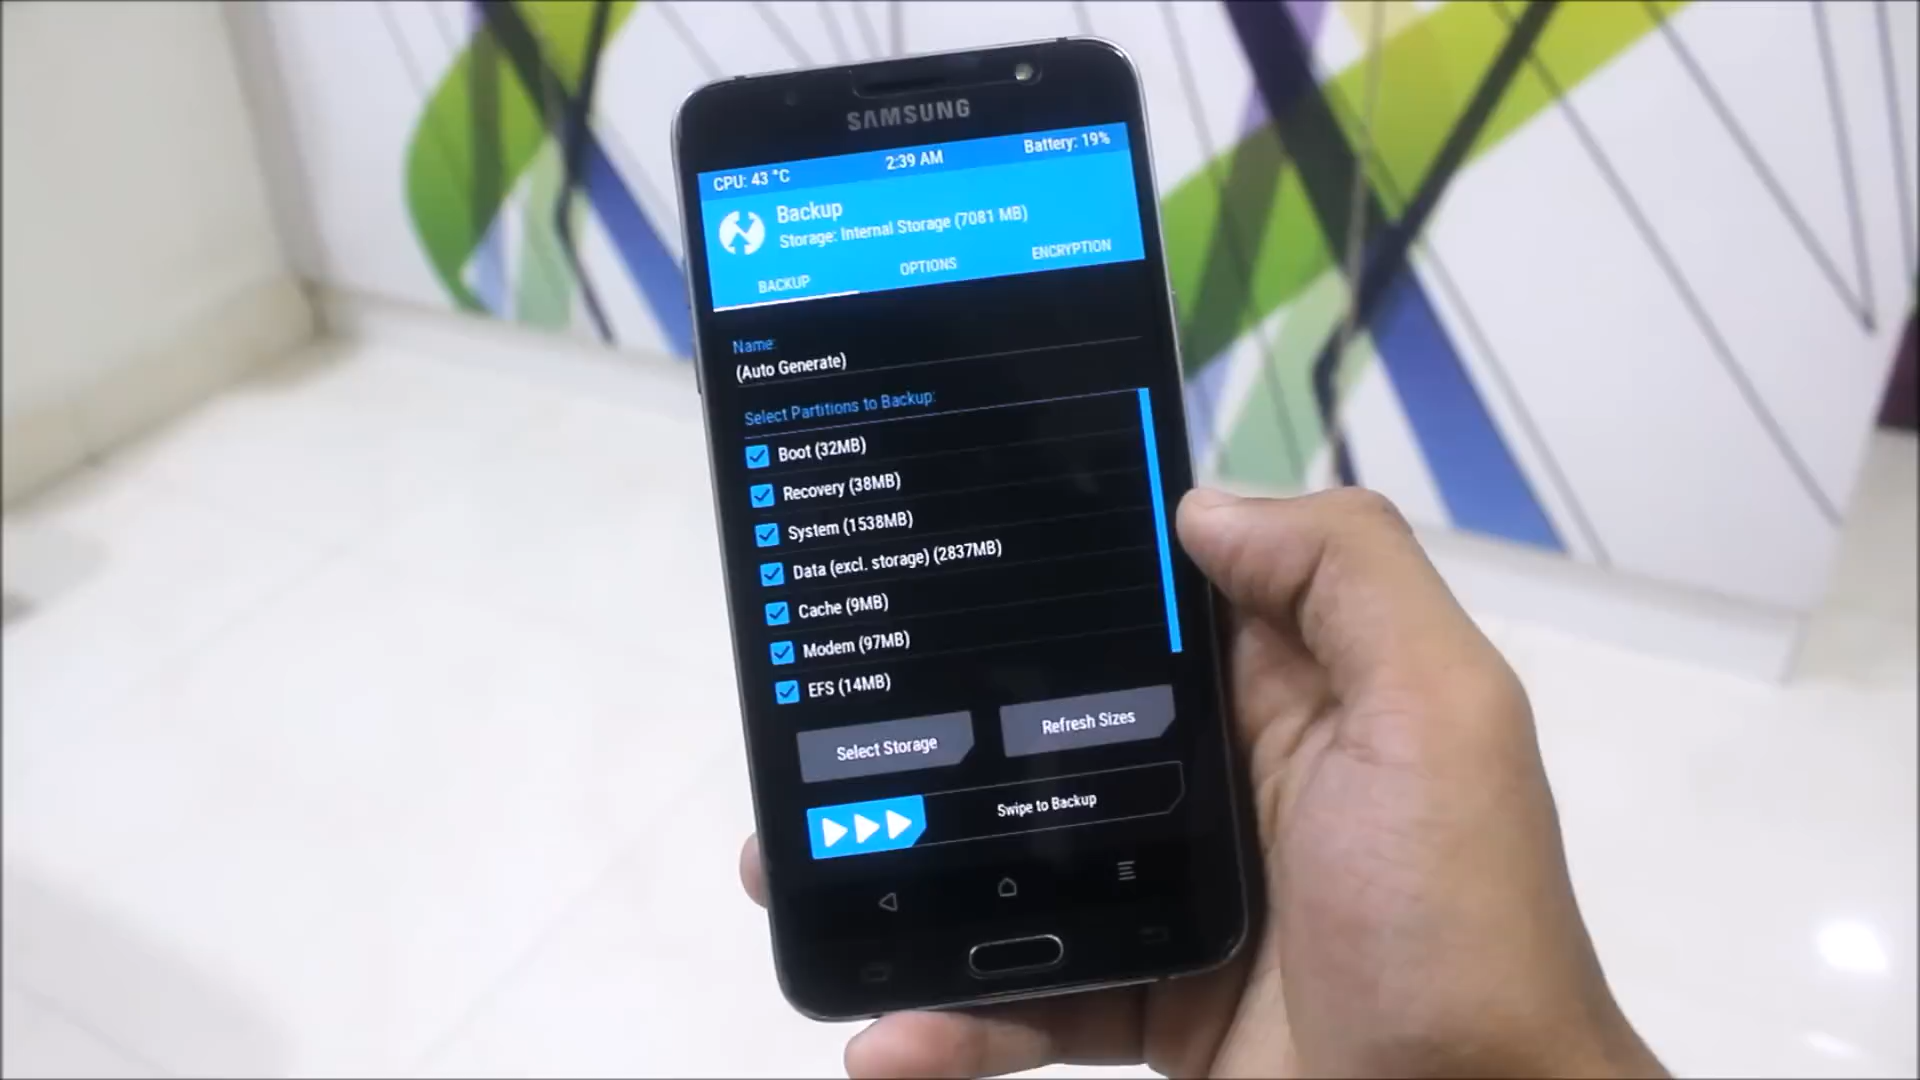 SAMSUNG
CPU: 43 °C
2:39 AM
Battery: 19%
Backup
Storage: Internal Storage (7081 MB)
BACKUP
OPTIONS
ENCRYPTION
Name:
(Auto Generate)
Select Partitions to Backup:
Boot (32MB)
Recovery (38MB)
System (1538MB)
Data (excl. storage) (2837MB)
Cache (9MB)
Modem (97MB)
EFS (14MB)
Select Storage
Refresh Sizes
Swipe to Backup